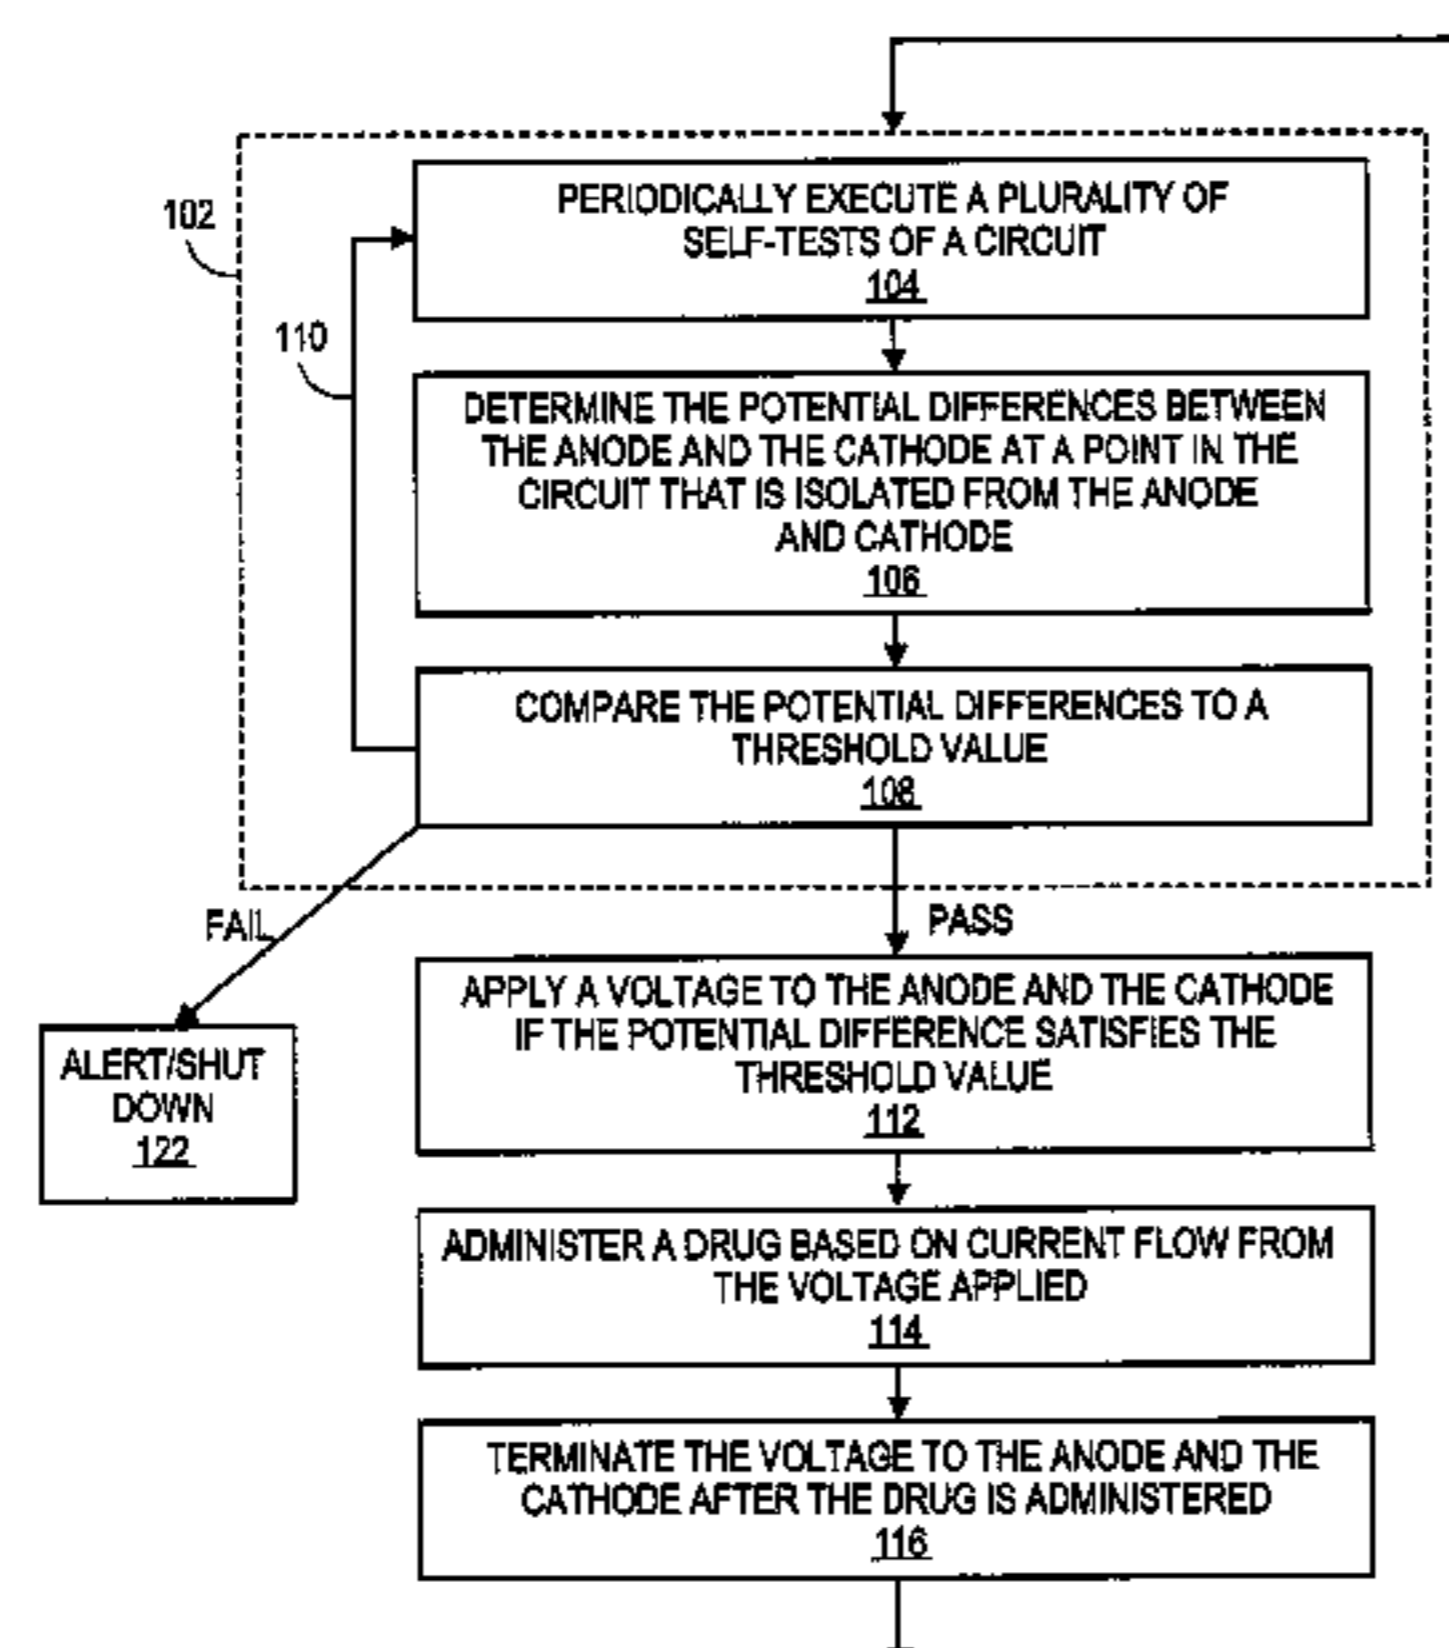 102
PERIODICALLY EXECUTE A PLURALITY OF
SELF-TESTS OF A CIRCUIT
104
110
DETERMINE THE POTENTIAL DIFFERENCES BETWEEN
THE ANODE AND THE CATHODE AT A POINT IN THE
CIRCUIT THAT IS ISOLATED FROM THE ANODE
AND CATHODE
106
COMPARE THE POTENTIAL DIFFERENCES TO A
THRESHOLD VALUE
108
FAIL
PASS
ALERT/SHUT
DOWN
122
APPLY A VOLTAGE TO THE ANODE AND THE CATHODE
IF THE POTENTIAL DIFFERENCE SATISFIES THE
THRESHOLD VALUE
112
ADMINISTER A DRUG BASED ON CURRENT FLOW FROM
THE VOLTAGE APPLIED
114
TERMINATE THE VOLTAGE TO THE ANODE AND THE
CATHODE AFTER THE DRUG IS ADMINISTERED
116